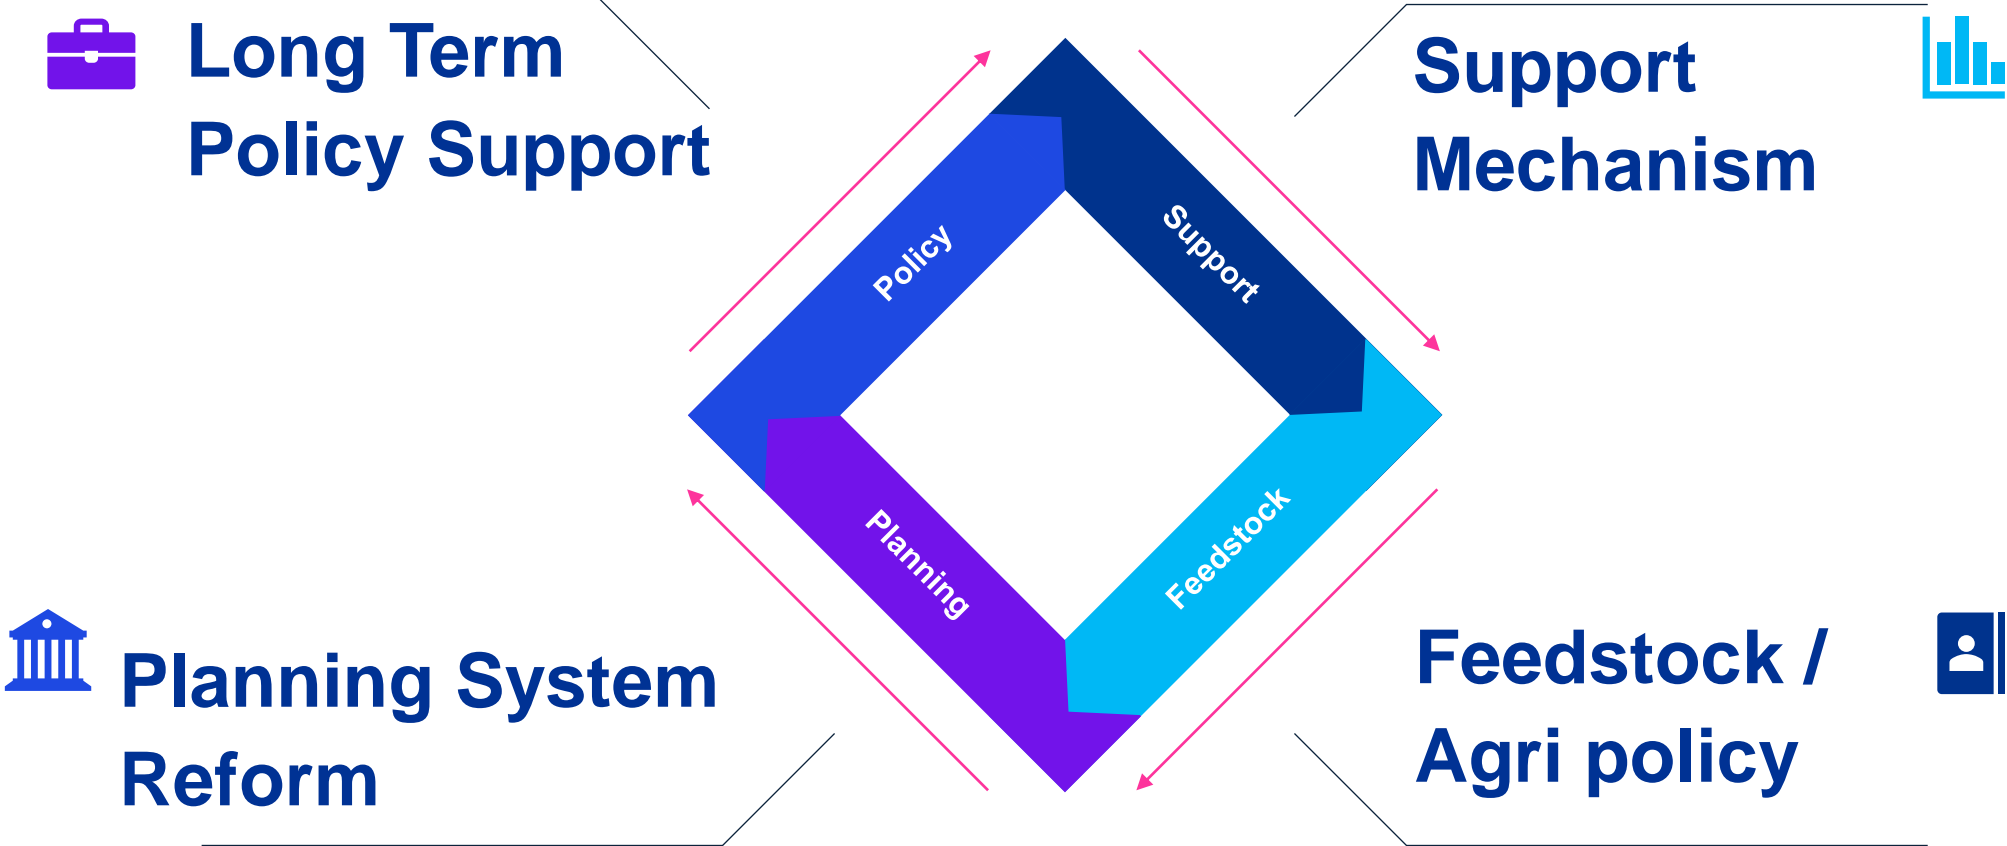 Long Term
Policy Support
Support
Mechanism
Policy
Support
Planning
Feedstock
Planning System
Reform
Feedstock /
Agri policy